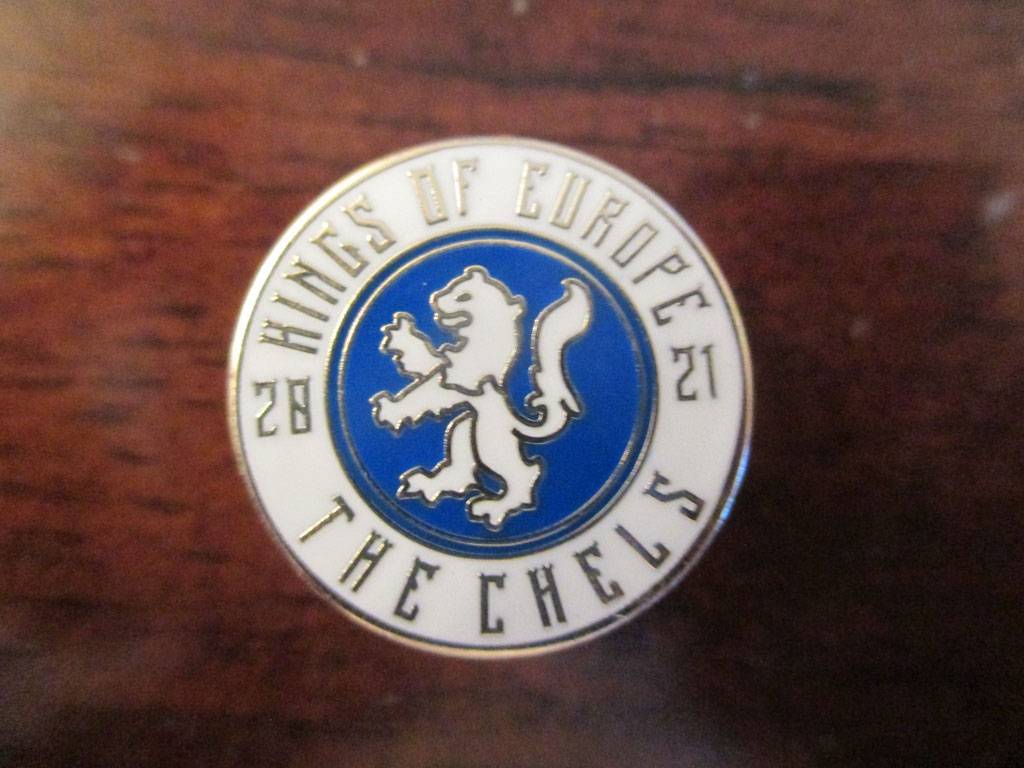 KINGS OF EUROPE
20 21
THE CHELS